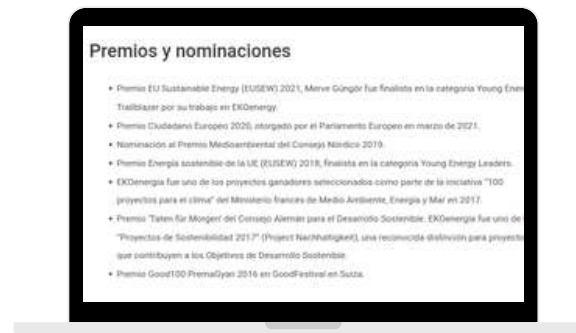 Premios y nominaciones
Premio EU Sustainable Energy (EUSEW) 2021, Merve Güngör fue finalista en la categoría Young
Trailblazer por su trabajo en EKOenergy.
Premio Ciudadano Europeo 2020, otorgado por el Parlamento Europeo en marzo de 2021.
Nominación al Premio Medioambiental del Consejo Nórdico 2019.
Premio Energía sostenible de la UE (EUSEW) 2018, finalista en la categoría Young Energy Leaders.
EKOenergía fue uno de los proyectos ganadores seleccionados como parte de la iniciativa "100
proyectos para el clima" del Ministerio francés de Medio Ambiente, Energía y Mar en 2017.
Premio 'Taten für Morgen' del Consejo Alemán para el Desarrollo Sostenible. EKOenergía fue uno de
"Proyectos de Sostenibilidad 2017" (Project Nachhaltigkeit), una reconocida distinción para
que contribuyen a los Objetivos de Desarrollo Sostenible.
Premio Good100 PremaGyan 2016 en GoodFestival en Suiza.